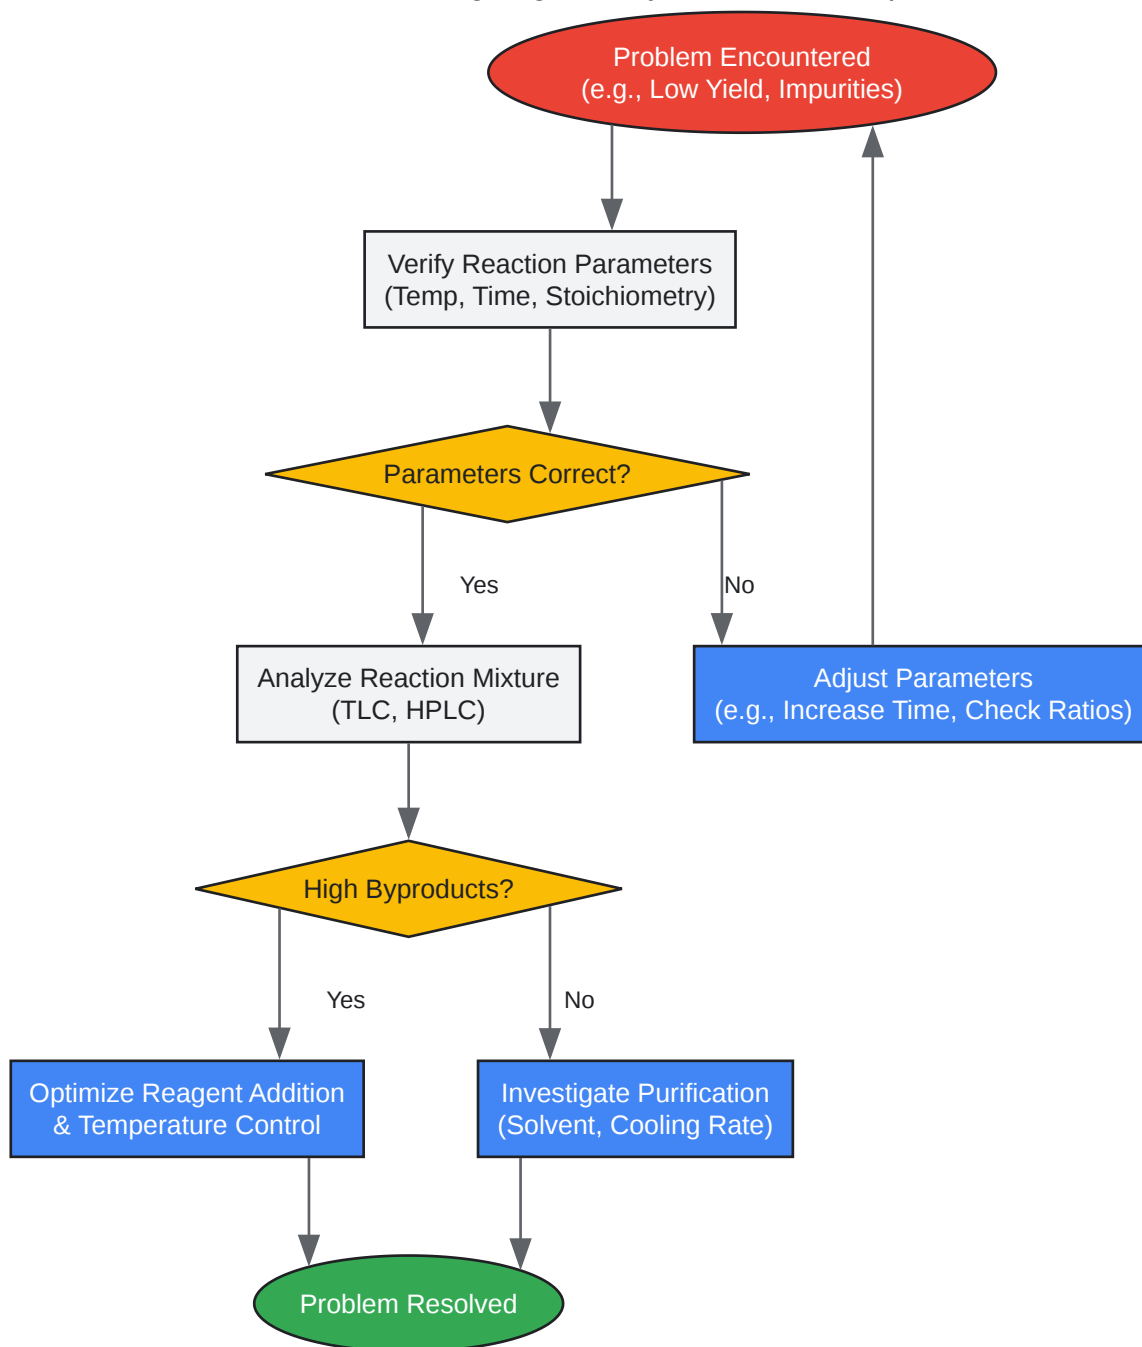 Problem Encountered
(e.g., Low Yield, Impurities)
Verify Reaction Parameters
(Temp, Time, Stoichiometry)
Parameters Correct?
Yes
No
Analyze Reaction Mixture
(TLC, HPLC)
Adjust Parameters
(e.g., Increase Time, Check Ratios)
High Byproducts?
Yes
No
Optimize Reagent Addition
& Temperature Control
Investigate Purification
(Solvent, Cooling Rate)
Problem Resolved